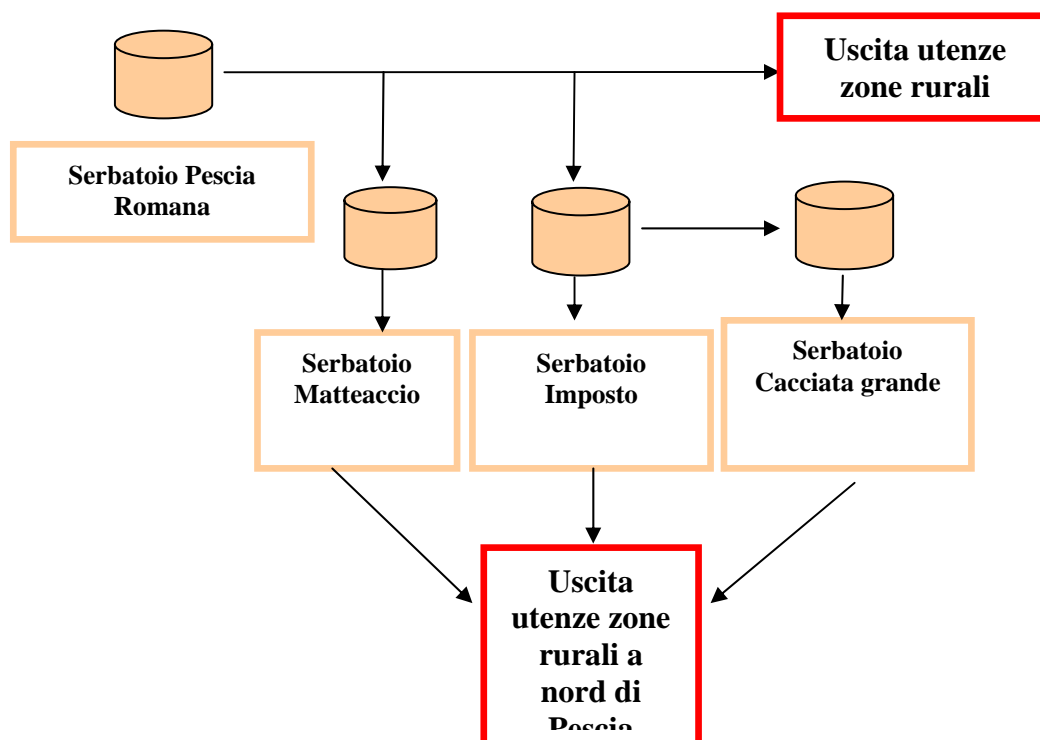 Uscita utenze
zone rurali
Serbatoio Pescia
Romana
Serbatoio
Matteaccio
Serbatoio
Imposto
Serbatoio
Cacciata grande
Uscita
utenze zone
rurali a
nord di
Pescia